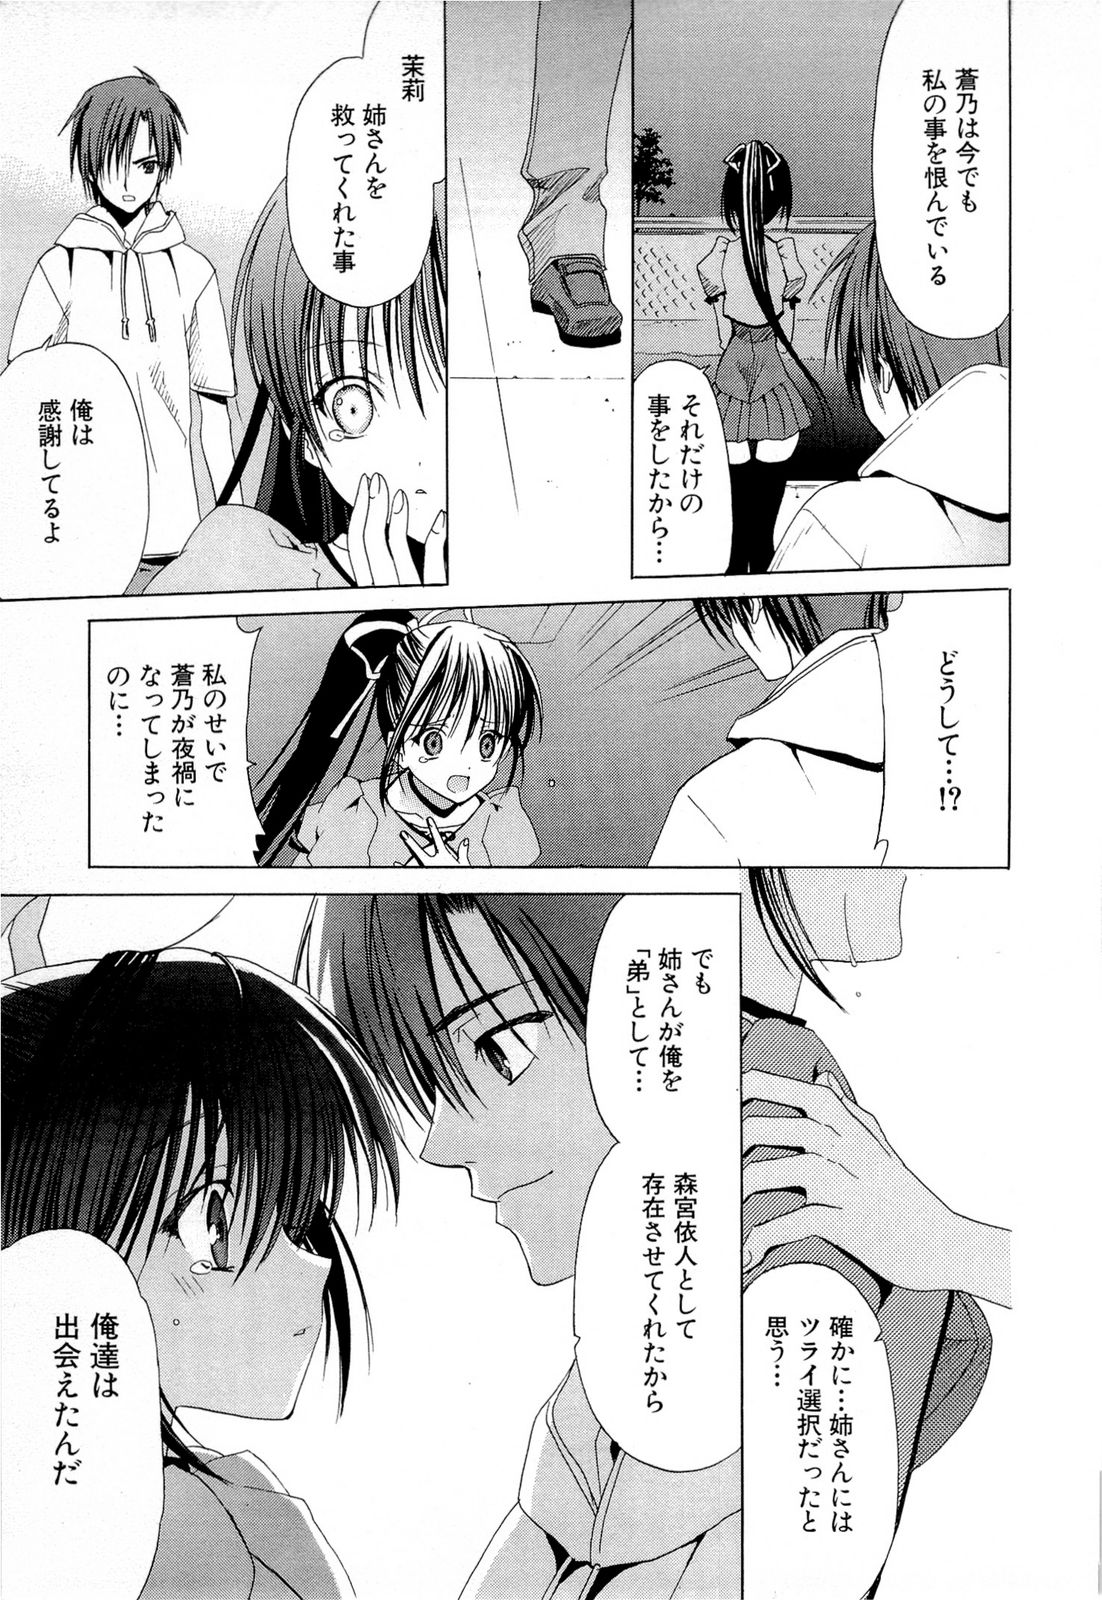 蒼乃は今でも
私の事を恨んでいる
それだけの
事をしたから…
茉莉
姉さんを
救ってくれた事
俺は
感謝してるよ
どうして…!?
私のせいで
蒼乃が夜禍に
なってしまった
のに…
確かに…姉さんには
ツライ選択だったと
思う…
でも
姉さんが俺を
「弟」として…
森宮依人として
存在させてくれたから
俺達は
出会えたんだ